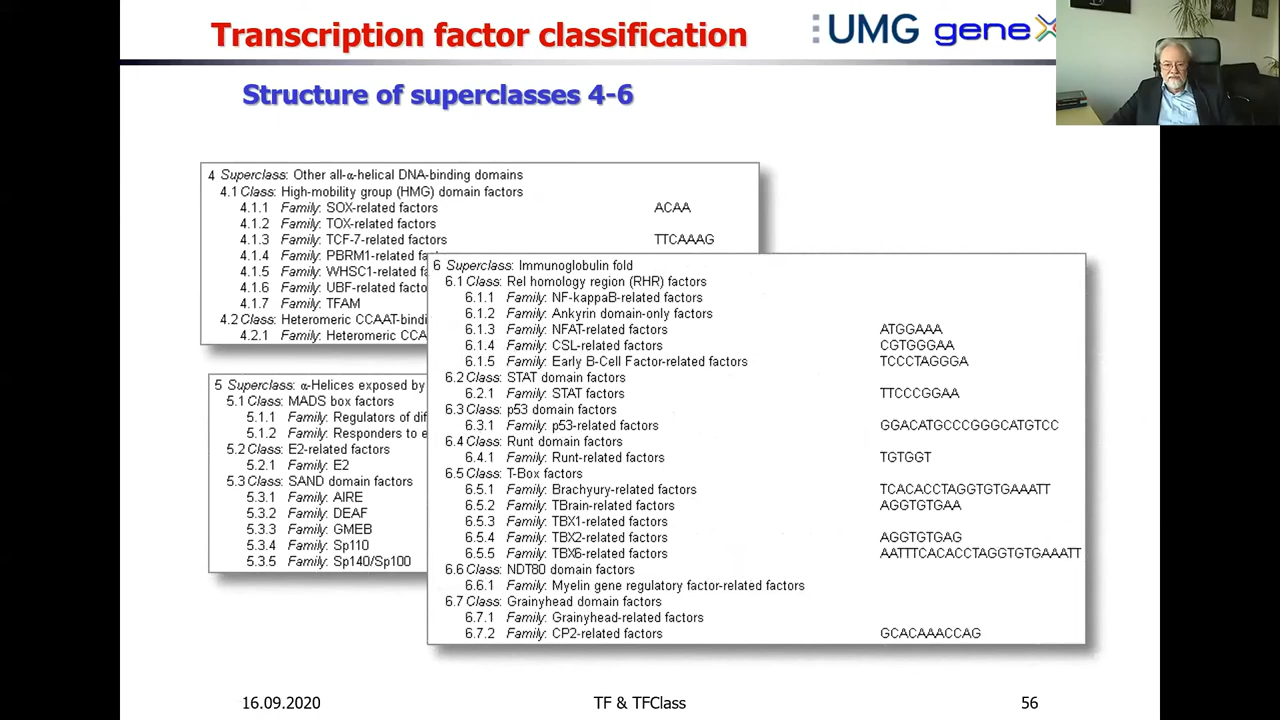 Transcription factor classification
UMG geneX
Structure of superclasses 4-6
4 Superclass: Other all-α-helical DNA-binding domains
4.1 Class: High-mobility group (HMG) domain factors
4.1.1 Family: SOX-related factors ACAA
4.1.2 Family: TOX-related factors
4.1.3 Family: TCF-7-related factors TTCAAAG
4.1.4 Family: PBRM1-related
4.1.5 Family: WHSC1-related
4.1.6 Family: UBF-related
4.1.7 Family: TFAM
4.2 Class: Heteromeric
4.2.1 Family: Heteromeric
5 Superclass: α-Helices exposed by
5.1 Class: MADS box factors
5.1.1 Family: Regulators of
5.1.2 Family: Responders to
5.2 Class: E2-related factors
5.2.1 Family: E2
5.3 Class: SAND domain factors
5.3.1 Family: AIRE
5.3.2 Family: DEAF
5.3.3 Family: GMEB
5.3.4 Family: Sp110
5.3.5 Family: Sp140/Sp100
6 Superclass: Immunoglobulin fold
6.1 Class: Rel homology region (RHR) factors
6.1.1 Family: NF-kappaB-related factors
6.1.2 Family: Ankyrin domain-only factors
6.1.3 Family: NFAT-related factors ATGGAAA
6.1.4 Family: CSL-related factors CGTGGGAA
6.1.5 Family: Early B-Cell Factor-related factors TCCCTAGGGA
6.2 Class: STAT domain factors
6.2.1 Family: STAT factors TTCCCGGAA
6.3 Class: p53 domain factors
6.3.1 Family: p53-related factors GGACATGCCCGGGCATGTCC
6.4 Class: Runt domain factors
6.4.1 Family: Runt-related factors TGTGGT
6.5 Class: T-Box factors
6.5.1 Family: Brachyury-related factors TCACACCTAGGTGTGAAATT
6.5.2 Family: TBrain-related factors AGGTGTGAA
6.5.3 Family: TBX1-related factors
6.5.4 Family: TBX2-related factors AGGTGTGAG
6.5.5 Family: TBX6-related factors AATTTCACACCTAGGTGTGAAATT
6.6 Class: NDT80 domain factors
6.6.1 Family: Myelin gene regulatory factor-related factors
6.7 Class: Grainyhead domain factors
6.7.1 Family: Grainyhead-related factors
6.7.2 Family: CP2-related factors GCACAAACCAG
16.09.2020 TF & TFClass 56